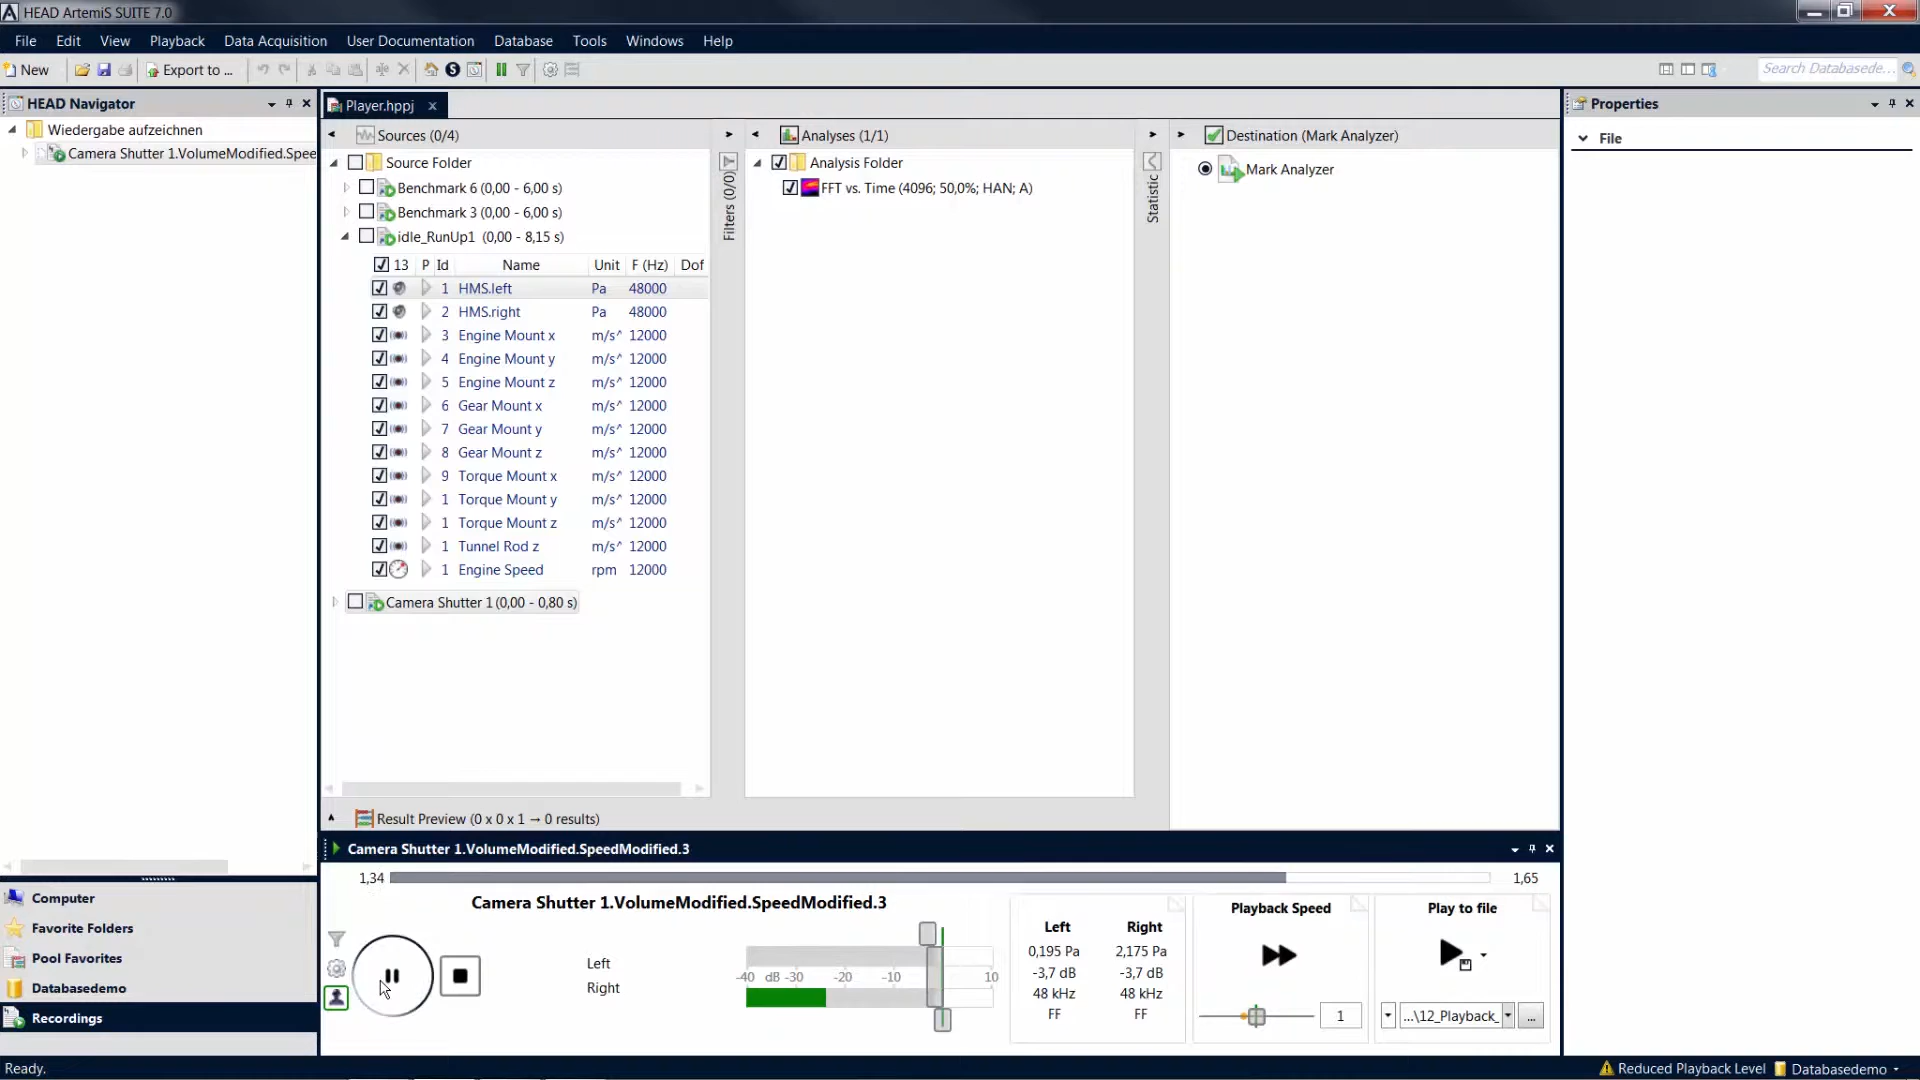 HEAD ArtemiS SUITE 7.0
File Edit View Playback Data Acquisition User Documentation Database Tools Windows Help
New Export to ... Search Databasede...
HEAD Navigator
Wiedergabe aufzeichnen
Camera Shutter 1.VolumeModified.Spee
Computer
Favorite Folders
Pool Favorites
Databasedemo
Recordings
Player.hppj
Sources (0/4)
Source Folder
Benchmark 6 (0,00 - 6,00 s)
Benchmark 3 (0,00 - 6,00 s)
idle_RunUp1 (0,00 - 8,15 s)
13 P Id Name Unit F (Hz) Dof
1 HMS.left Pa 48000
2 HMS.right Pa 48000
3 Engine Mount x m/s^ 12000
4 Engine Mount y m/s^ 12000
5 Engine Mount z m/s^ 12000
6 Gear Mount x m/s^ 12000
7 Gear Mount y m/s^ 12000
8 Gear Mount z m/s^ 12000
9 Torque Mount x m/s^ 12000
1 Torque Mount y m/s^ 12000
1 Torque Mount z m/s^ 12000
1 Tunnel Rod z m/s^ 12000
1 Engine Speed rpm 12000
Camera Shutter 1 (0,00 - 0,80 s)
Filters (0/0)
Analyses (1/1)
Analysis Folder
FFT vs. Time (4096; 50,0%; HAN; A)
Statistic
Destination (Mark Analyzer)
Mark Analyzer
Result Preview (0 x 0 x 1 → 0 results)
Properties
File
Camera Shutter 1.VolumeModified.SpeedModified.3
1,34 1,65
Camera Shutter 1.VolumeModified.SpeedModified.3
Left
-40 dB -30 -20 -10 10
Right
Left Right
0,195 Pa 2,175 Pa
-3,7 dB -3,7 dB
48 kHz 48 kHz
FF FF
Playback Speed
1
Play to file
...\12_Playback_ ...
Ready. Reduced Playback Level Databasedemo